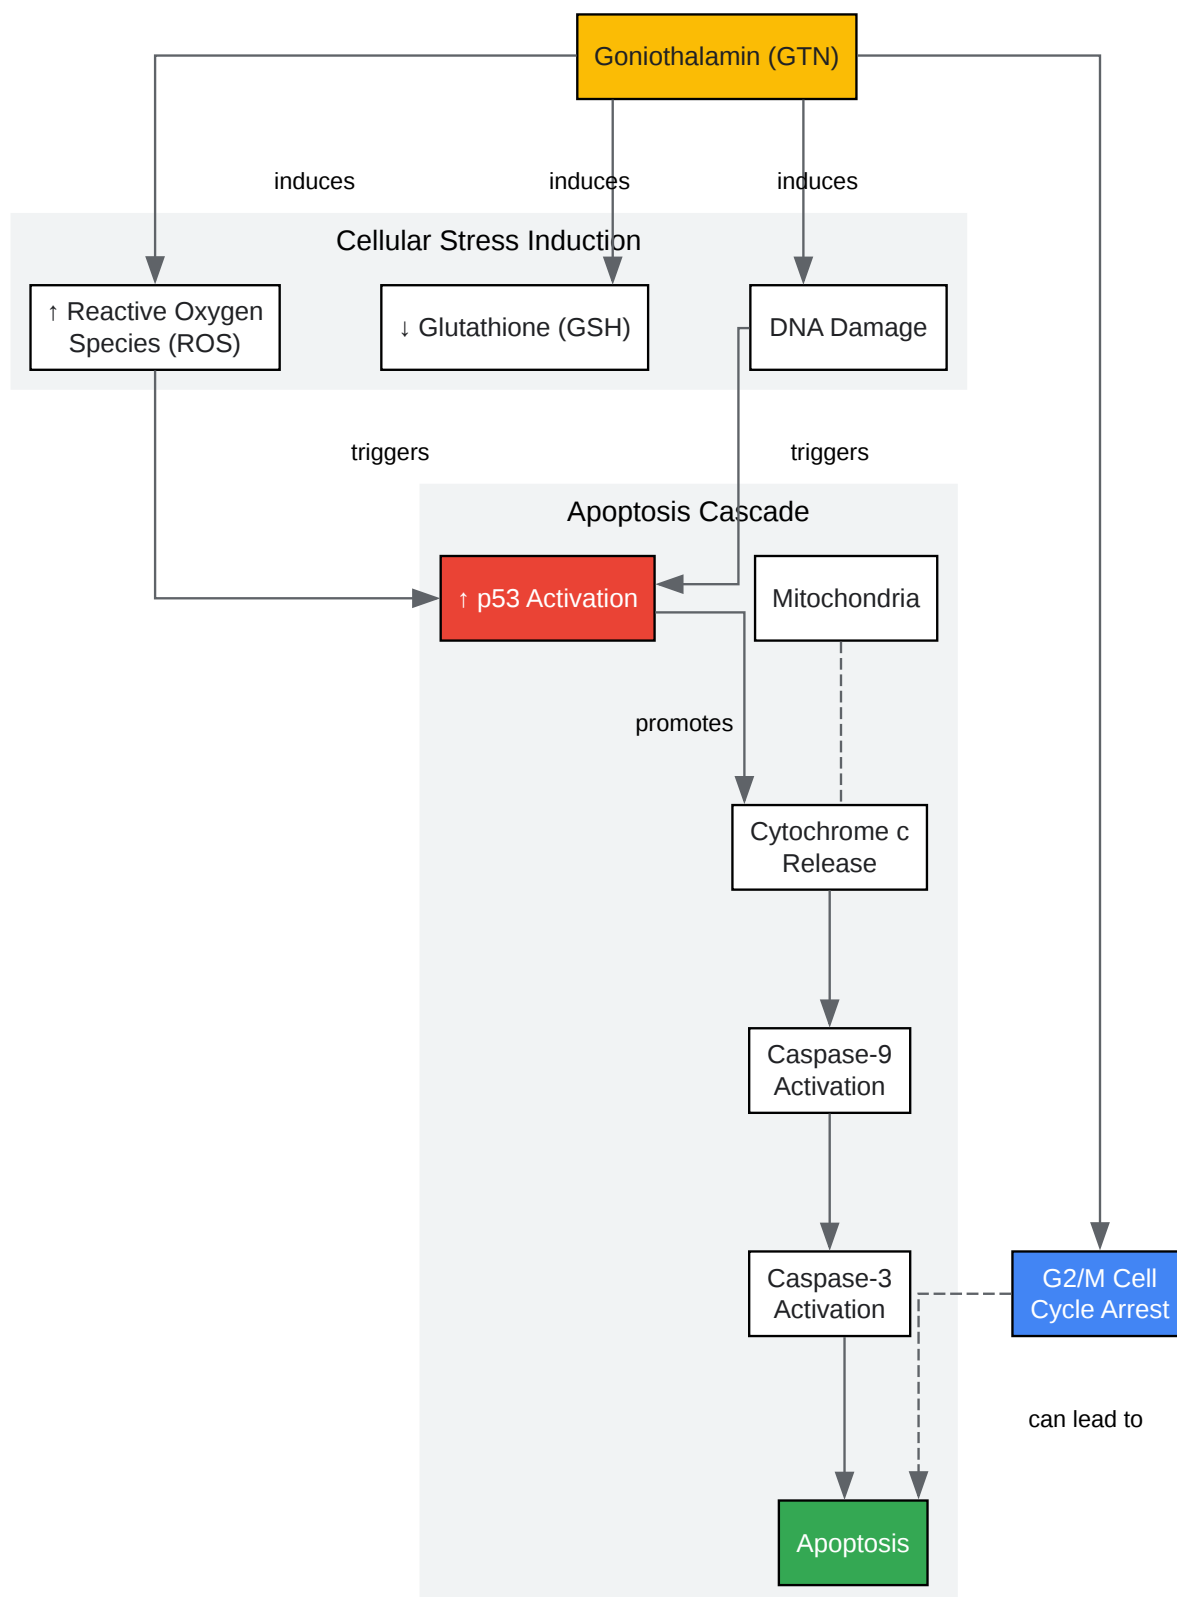 Goniothalamin (GTN)
induces
induces
induces
Cellular Stress Induction
↑ Reactive Oxygen
Species (ROS)
↓ Glutathione (GSH)
DNA Damage
triggers
triggers
Apoptosis Cascade
↑ p53 Activation
Mitochondria
promotes
Cytochrome c
Release
Caspase-9
Activation
Caspase-3
Activation
G2/M Cell
Cycle Arrest
can lead to
Apoptosis